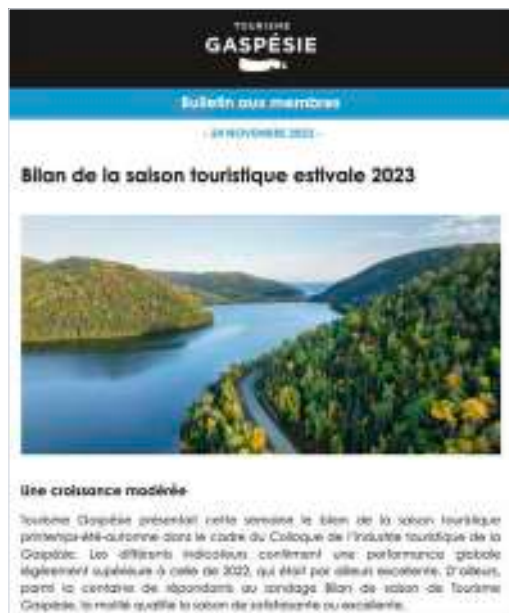 TOURISME
GASPÉSIE
Bulletin aux membres
NOVEMBRE
Bilan de la saison touristique estivale 2023
Une croissance modérée
Tourisme Gaspésie présentait cette semaine le bilan de la saison touristique
printemps-été-automne dans le cadre du Colloque de l'industrie touristique de la
Gaspésie. Les différents indicateurs confirment une performance globale
légèrement supérieure à celle de 2022, qui était par ailleurs excellente. D'ailleurs,
parmi la centaine de répondants au sondage Bilan de saison de Tourisme
Gaspésie, la moitié qualifie la saison de satisfaisante ou excellente.